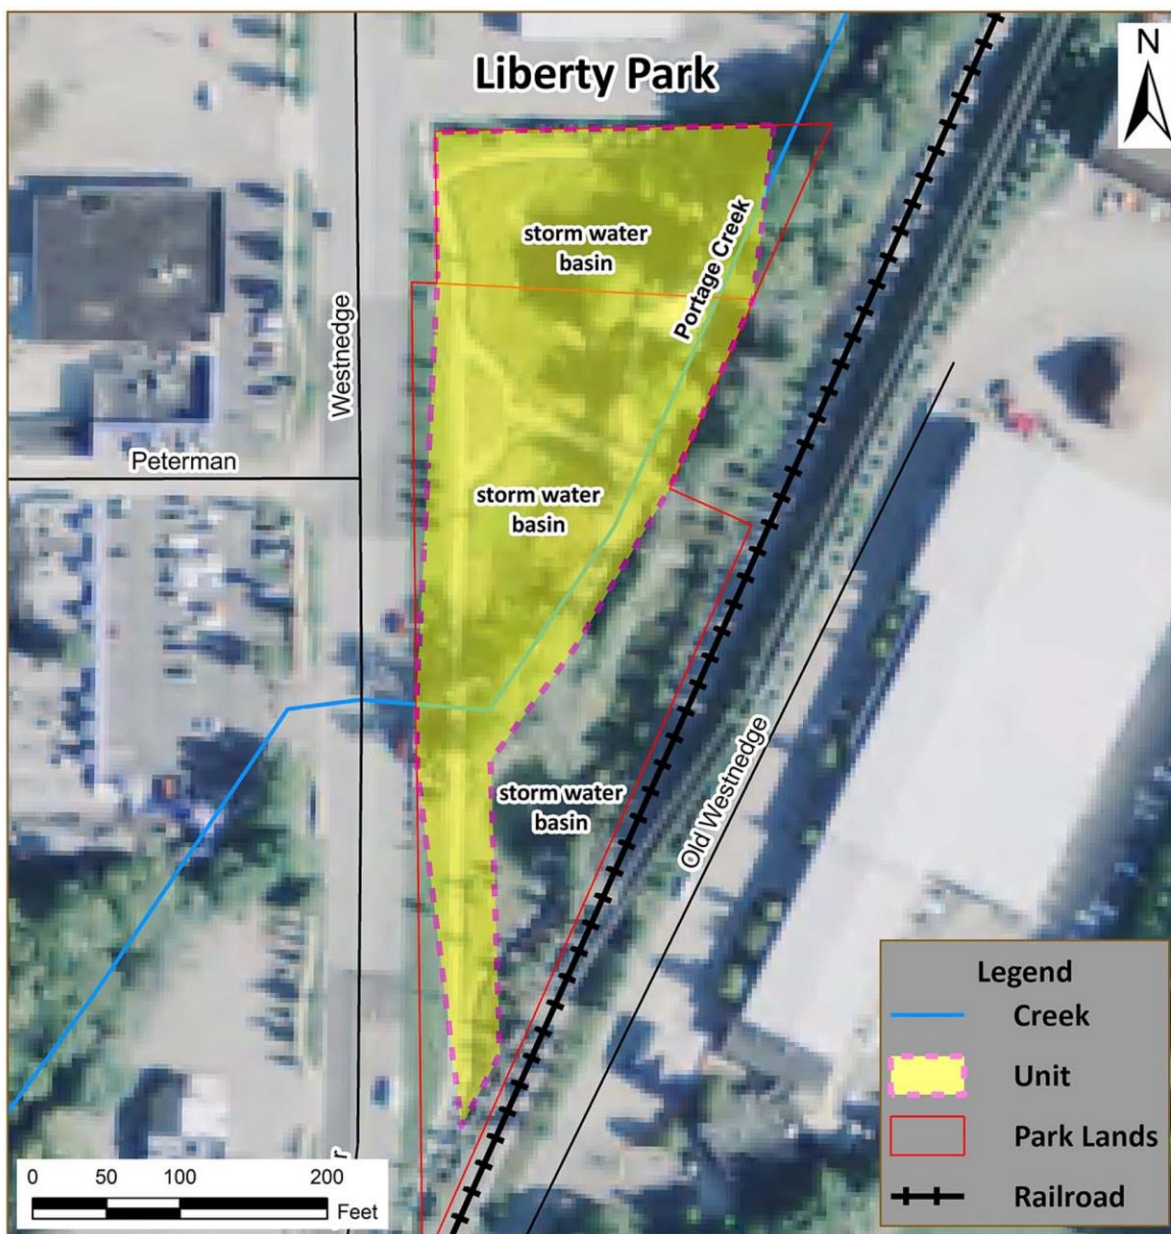 Liberty Park
N
storm water
basin
Portage Creek
Westnedge
Peterman
storm water
basin
storm water
basin
Old Westnedge
Legend
Creek
Unit
Park Lands
Railroad
0 50 100 200
Feet
r